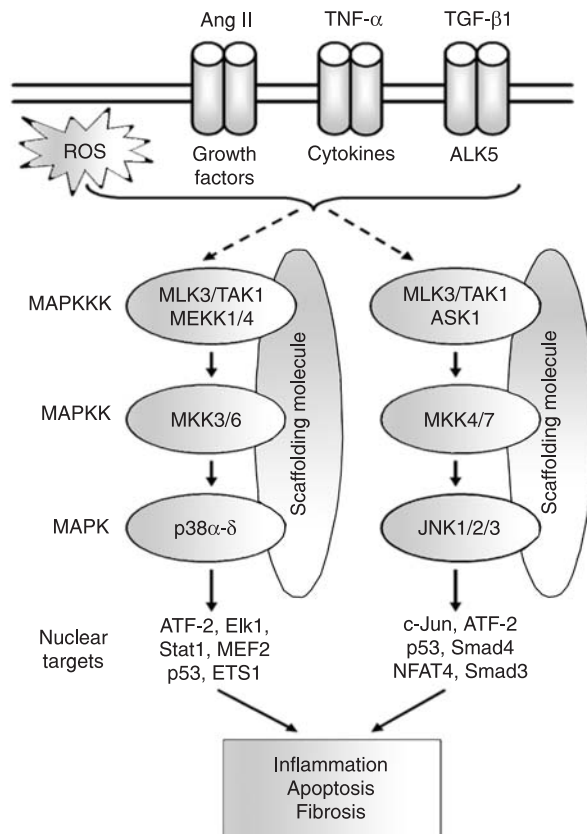 Ang II
TNF-α
TGF-β1
ROS
Growth
factors
Cytokines
ALK5
MAPKKK
MLK3/TAK1
MEKK1/4
MLK3/TAK1
ASK1
MAPKK
MKK3/6
Scaffolding molecule
MKK4/7
Scaffolding molecule
MAPK
p38α-δ
JNK1/2/3
Nuclear
targets
ATF-2, Elk1,
Stat1, MEF2
p53, ETS1
c-Jun, ATF-2
p53, Smad4
NFAT4, Smad3
Inflammation
Apoptosis
Fibrosis